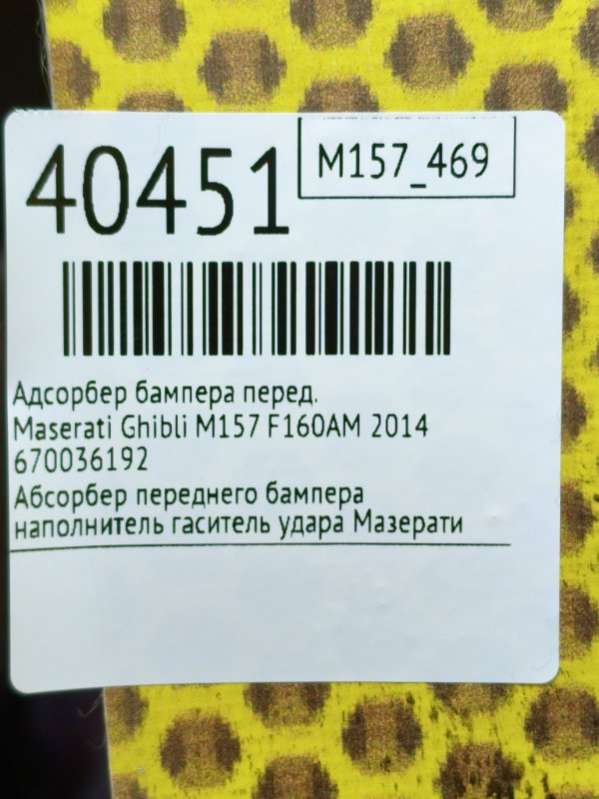 40451
M157_469
Адсорбер бампера перед.
Maserati Ghibli M157 F160AM 2014
670036192
Абсорбер переднего бампера
наполнитель гаситель удара Мазерати